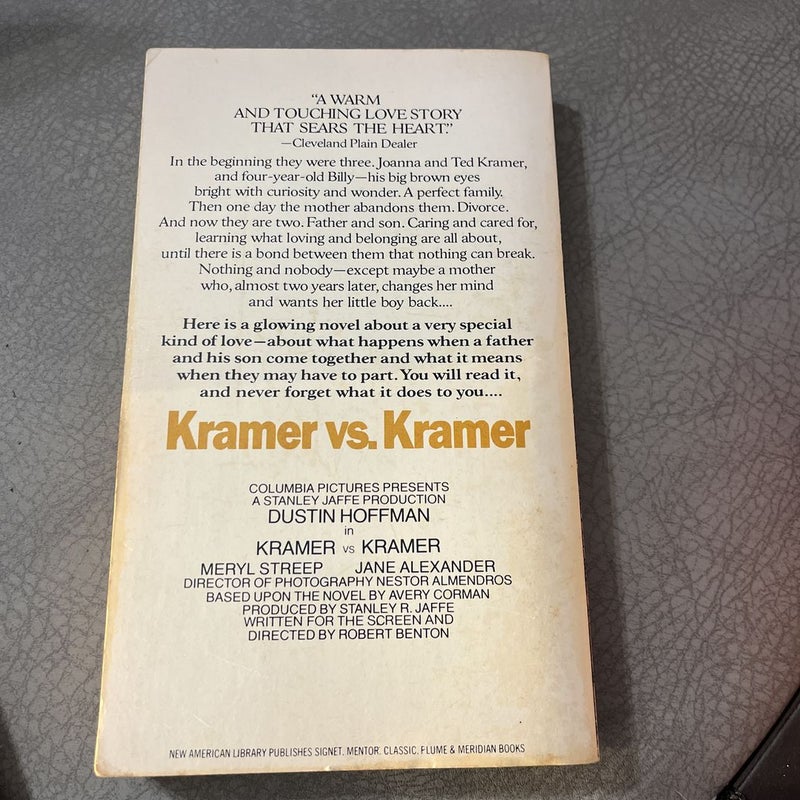 "A WARM
AND TOUCHING LOVE STORY
THAT SEARS THE HEART."
—Cleveland Plain Dealer
In the beginning they were three. Joanna and Ted Kramer,
and four-year-old Billy—his big brown eyes
bright with curiosity and wonder. A perfect family.
Then one day the mother abandons them. Divorce.
And now they are two. Father and son. Caring and cared for,
learning what loving and belonging are all about,
until there is a bond between them that nothing can break.
Nothing and nobody—except maybe a mother
who, almost two years later, changes her mind
and wants her little boy back....
Here is a glowing novel about a very special
kind of love—about what happens when a father
and his son come together and what it means
when they may have to part. You will read it,
and never forget what it does to you....
Kramer vs. Kramer
COLUMBIA PICTURES PRESENTS
A STANLEY JAFFE PRODUCTION
DUSTIN HOFFMAN
in
KRAMER vs KRAMER
MERYL STREEP JANE ALEXANDER
DIRECTOR OF PHOTOGRAPHY NESTOR ALMENDROS
BASED UPON THE NOVEL BY AVERY CORMAN
PRODUCED BY STANLEY R. JAFFE
WRITTEN FOR THE SCREEN AND
DIRECTED BY ROBERT BENTON
NEW AMERICAN LIBRARY PUBLISHES SIGNET, MENTOR, CLASSIC, PLUME & MERIDIAN BOOKS